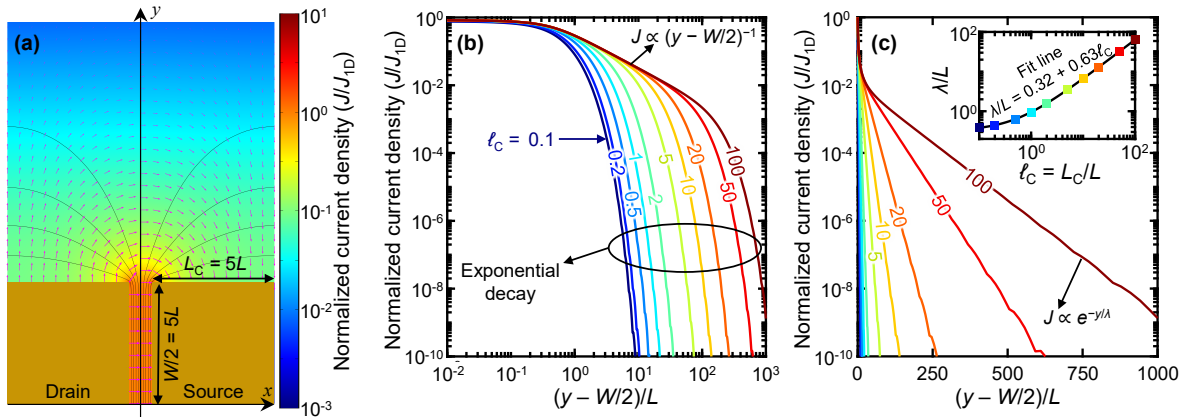 (a)
y
L_C = 5L
W/2 = 5L
Drain
Source
x
10^1
10^0
10^-1
10^-2
10^-3
Normalized current density (J/J_1D)
(b)
J ∝ (y − W/2)^−1
ℓ_C = 0.1
0.2
0.5
1
2
5
10
20
50
100
Exponential
decay
10^0
10^-2
10^-4
10^-6
10^-8
10^-10
Normalized current density (J/J_1D)
10^-2
10^-1
10^0
10^1
10^2
10^3
(y − W/2)/L
(c)
10^0
10^-2
10^-4
10^-6
10^-8
10^-10
Normalized current density (J/J_1D)
5
10
20
50
100
J ∝ e^−y/λ
0
250
500
750
1000
(y − W/2)/L
10^2
10^0
λ/L
Fit line
λ/L = 0.32 + 0.63ℓ_C
10^0
10^2
ℓ_C = L_C/L